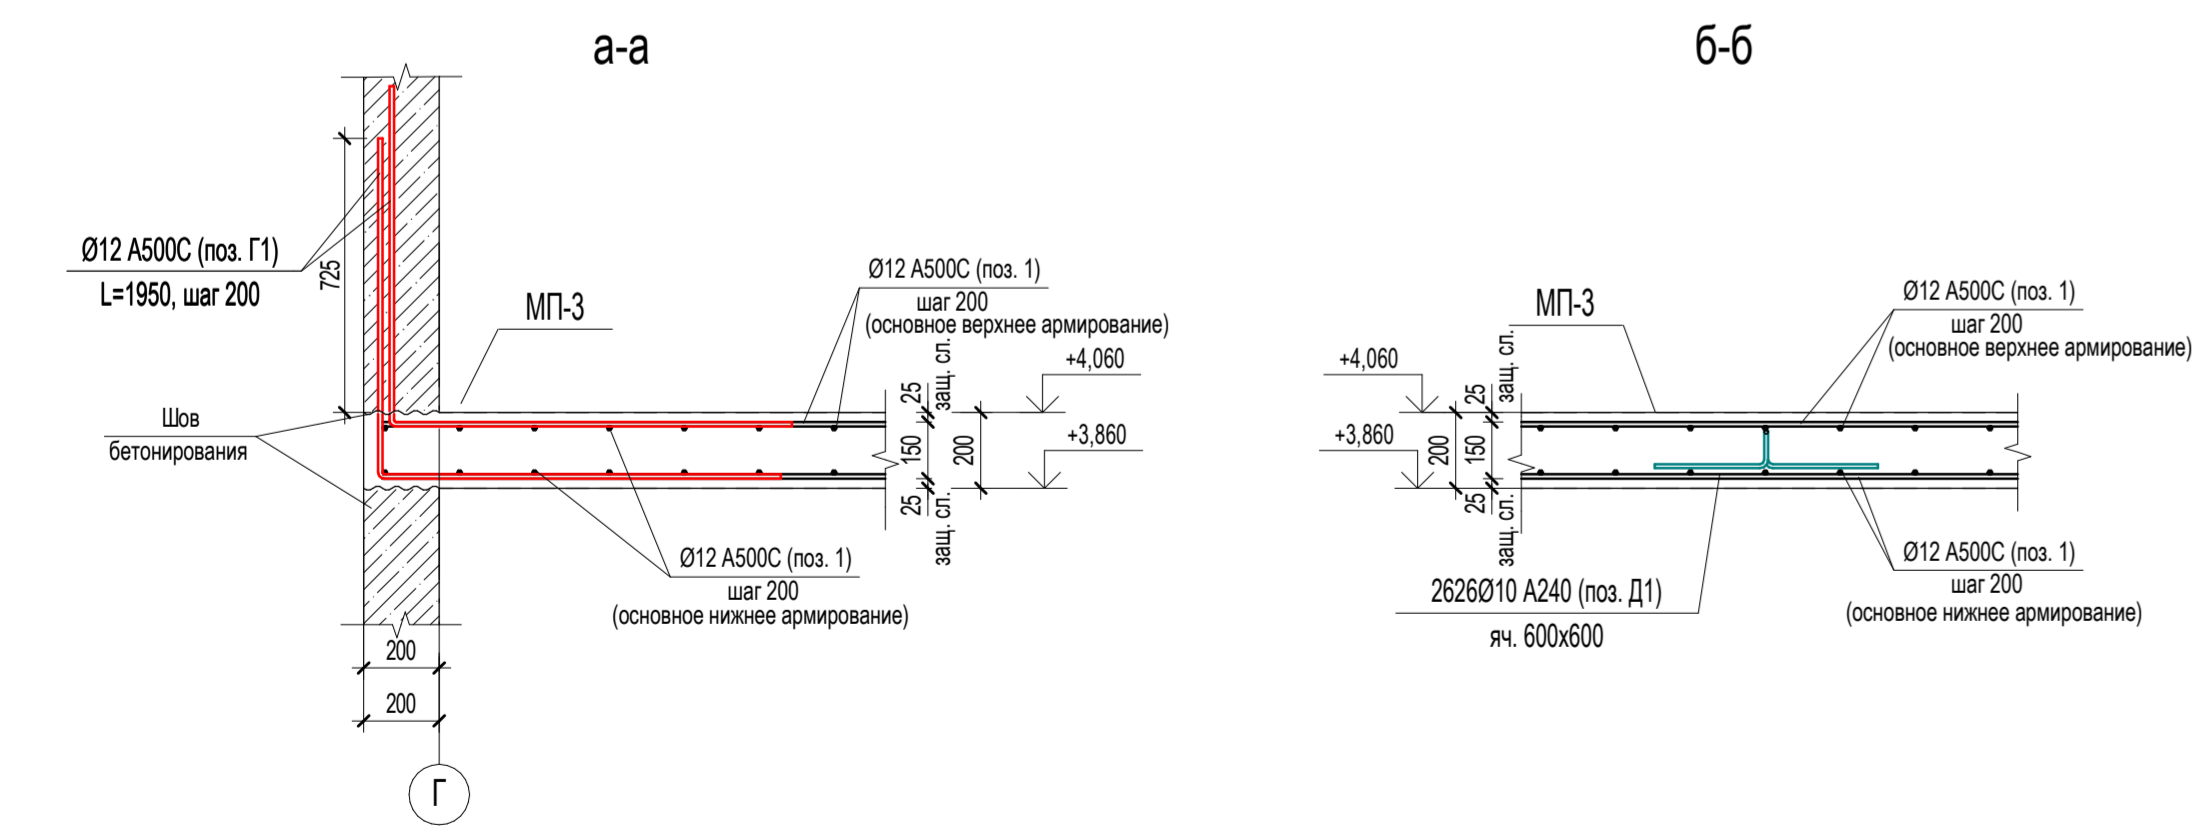 а-а
Ø12 А500С (поз. Г1)
L=1950, шаг 200
725
МП-3
Ø12 А500С (поз. 1)
шаг 200
(основное верхнее армирование)
защ. сл.
25
150
200
25
защ. сл.
+4,060
+3,860
Шов
бетонирования
Ø12 А500С (поз. 1)
шаг 200
(основное нижнее армирование)
200
200
Г
б-б
МП-3
Ø12 А500С (поз. 1)
шаг 200
(основное верхнее армирование)
+4,060
+3,860
защ. сл.
25
200
150
25
защ. сл.
Ø12 А500С (поз. 1)
шаг 200
(основное нижнее армирование)
2626Ø10 А240 (поз. Д1)
яч. 600х600